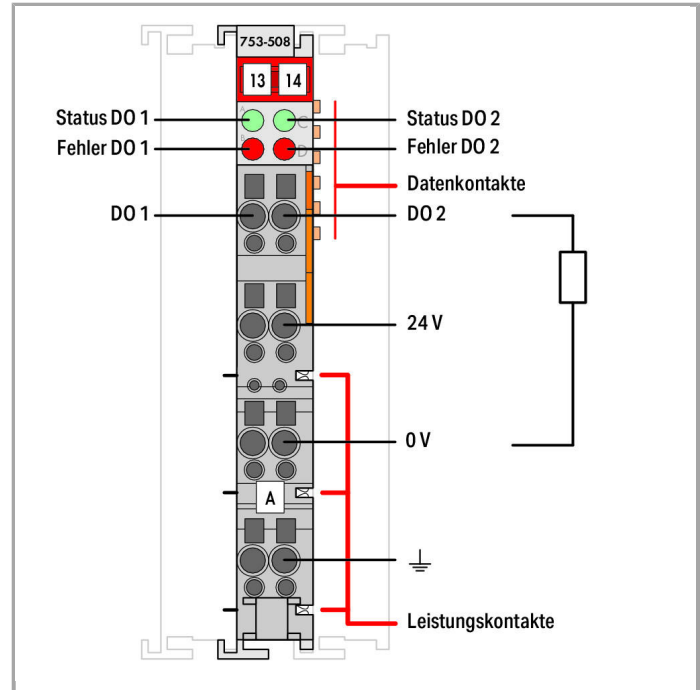 753-508
13 14
A C
Status DO 1 Status DO 2
B D
Fehler DO 1 Fehler DO 2
Datenkontakte
DO 1 DO 2
24 V
0 V
A
Leistungskontakte